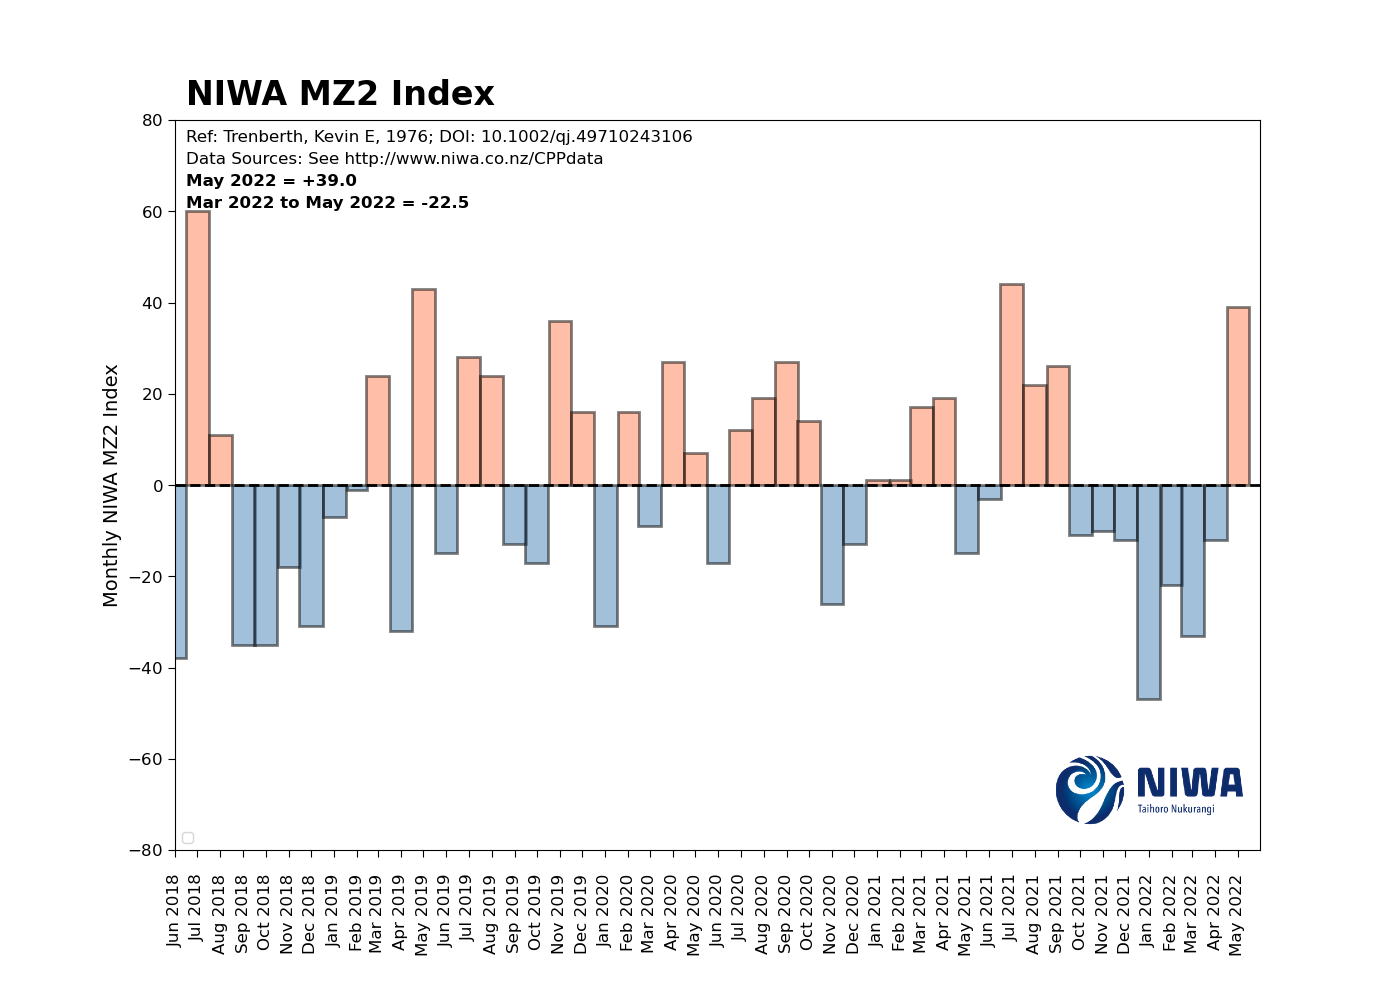 NIWA MZ2 Index
Ref: Trenberth, Kevin E, 1976; DOI: 10.1002/qj.49710243106
Data Sources: See http://www.niwa.co.nz/CPPdata
May 2022 = +39.0
Mar 2022 to May 2022 = -22.5
Monthly NIWA MZ2 Index
80
60
40
20
0
−20
−40
−60
−80
NIWA
Taihoro Nukurangi
Jun 2018
Jul 2018
Aug 2018
Sep 2018
Oct 2018
Nov 2018
Dec 2018
Jan 2019
Feb 2019
Mar 2019
Apr 2019
May 2019
Jun 2019
Jul 2019
Aug 2019
Sep 2019
Oct 2019
Nov 2019
Dec 2019
Jan 2020
Feb 2020
Mar 2020
Apr 2020
May 2020
Jun 2020
Jul 2020
Aug 2020
Sep 2020
Oct 2020
Nov 2020
Dec 2020
Jan 2021
Feb 2021
Mar 2021
Apr 2021
May 2021
Jun 2021
Jul 2021
Aug 2021
Sep 2021
Oct 2021
Nov 2021
Dec 2021
Jan 2022
Feb 2022
Mar 2022
Apr 2022
May 2022